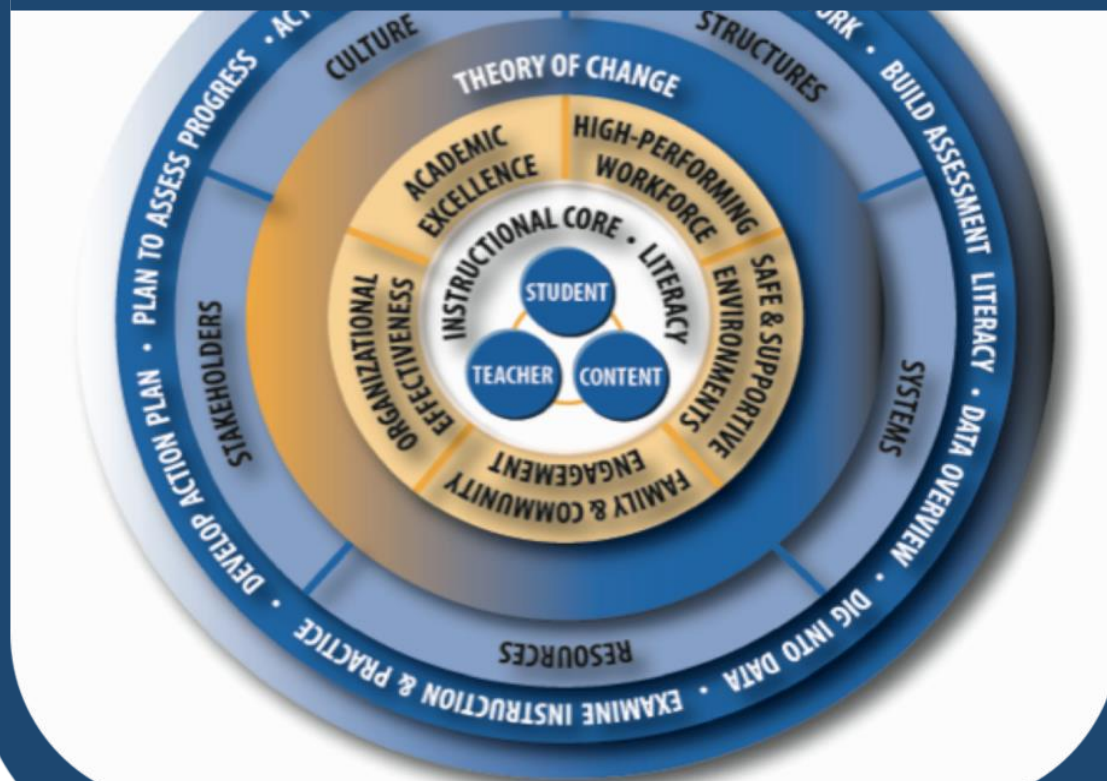 PLAN TO ASSESS PROGRESS • ACT
ORK • BUILD ASSESSMENT LITERACY • DATA OVERVIEW • DIG INTO DATA • EXAMINE INSTRUCTION & PRACTICE • DEVELOP ACTION PLAN •
CULTURE
STRUCTURES
SYSTEMS
RESOURCES
STAKEHOLDERS
THEORY OF CHANGE
ACADEMIC
EXCELLENCE
HIGH-PERFORMING
WORKFORCE
SAFE & SUPPORTIVE
ENVIRONMENTS
FAMILY & COMMUNITY
ENGAGEMENT
ORGANIZATIONAL
EFFECTIVENESS
INSTRUCTIONAL CORE • LITERACY
STUDENT
TEACHER
CONTENT